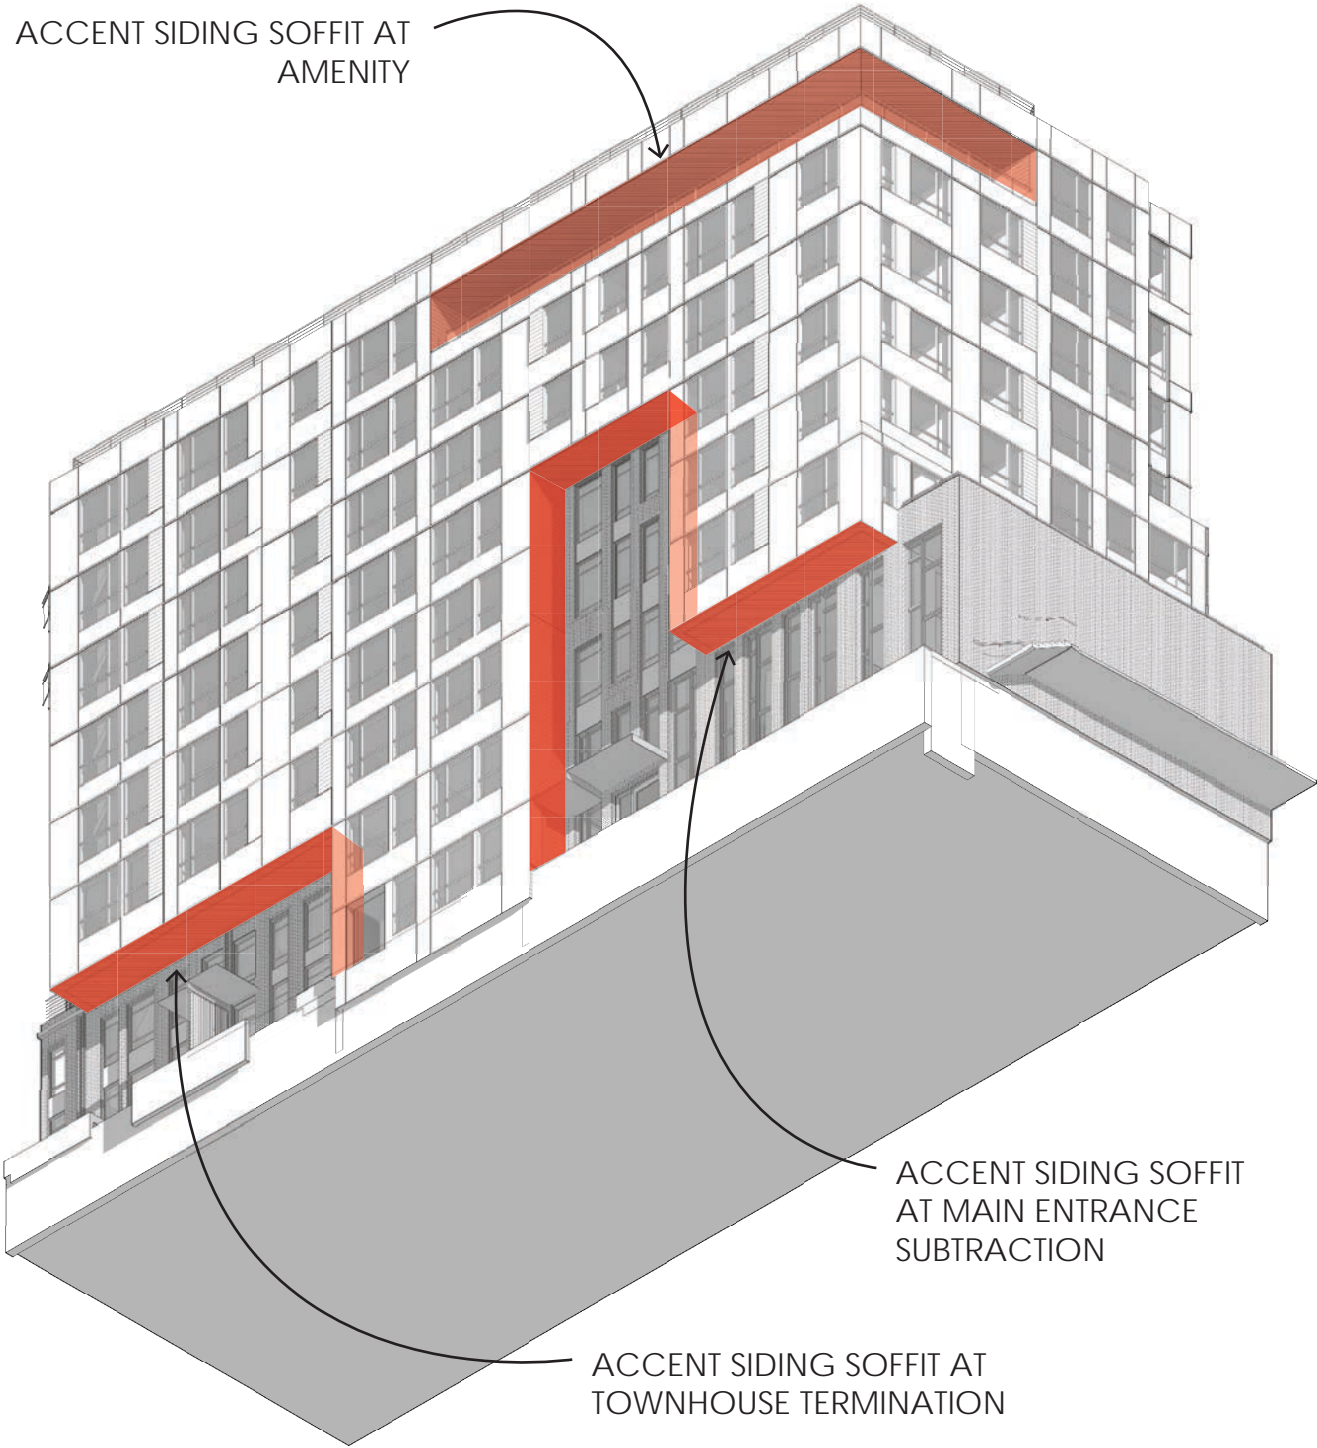 ACCENT SIDING SOFFIT AT
AMENITY
ACCENT SIDING SOFFIT
AT MAIN ENTRANCE
SUBTRACTION
ACCENT SIDING SOFFIT AT
TOWNHOUSE TERMINATION